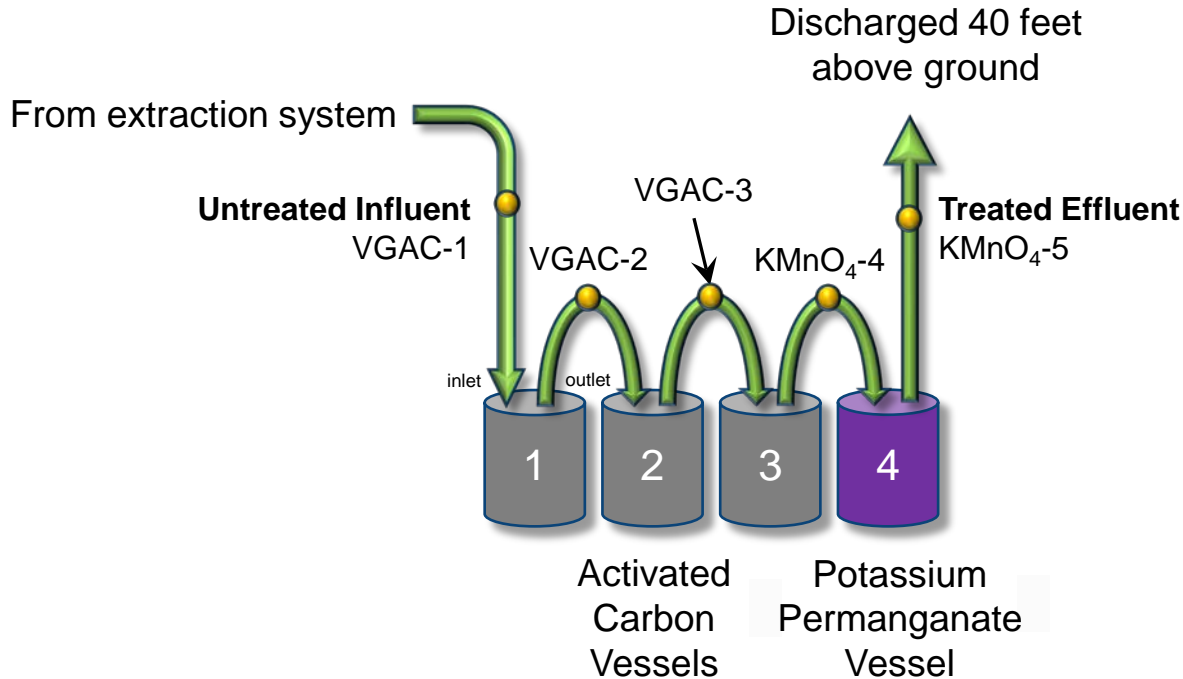 Discharged 40 feet
above ground
From extraction system
Untreated Influent
VGAC-1
VGAC-2
VGAC-3
KMnO₄-4
Treated Effluent
KMnO₄-5
inlet
outlet
1
2
3
4
Activated
Carbon
Vessels
Potassium
Permanganate
Vessel